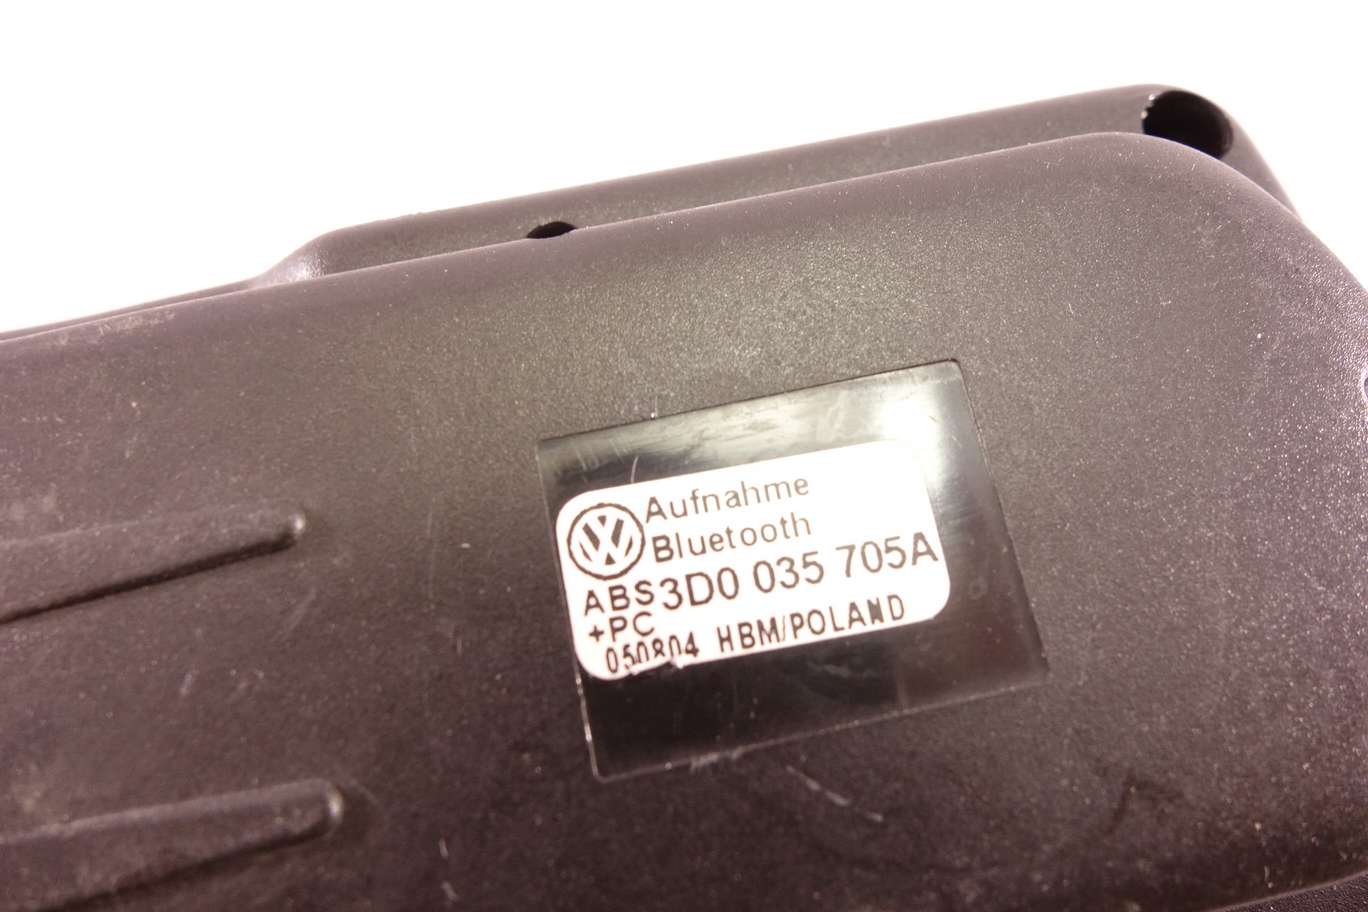 Aufnahme
Bluetooth
ABS 3D0 035 705A
+PC
050804 HBM/POLAND